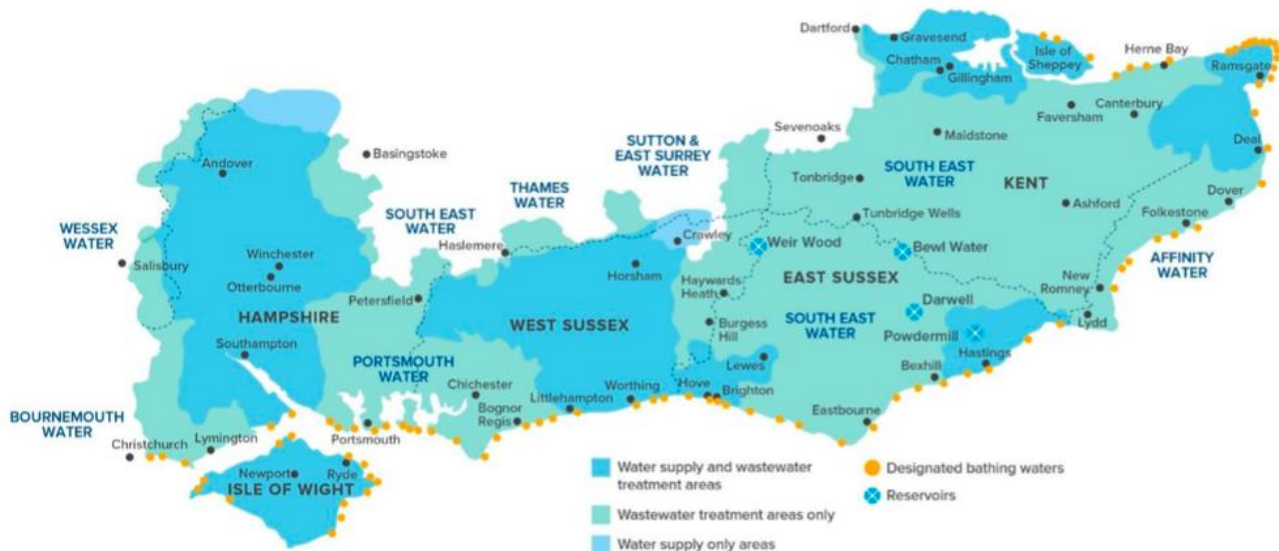 Dartford
Gravesend
Chatham
Gillingham
Isle of
Sheppey
Herne Bay
Ramsgate
Faversham
Canterbury
Sevenoaks
Maidstone
SUTTON &
EAST SURREY
WATER
Deal
Basingstoke
Andover
THAMES
WATER
Tonbridge
SOUTH EAST
WATER
KENT
Dover
Ashford
SOUTH EAST
WATER
Tunbridge Wells
Folkestone
WESSEX
WATER
Haslemere
Crawley
Weir Wood
Bewl Water
AFFINITY
WATER
Salisbury
Winchester
Otterbourne
Horsham
Haywards
Heath
EAST SUSSEX
New
Romney
Petersfield
HAMPSHIRE
WEST SUSSEX
Burgess
Hill
SOUTH EAST
WATER
Darwell
Powdermill
Lydd
Southampton
PORTSMOUTH
WATER
Lewes
Hastings
Bexhill
Chichester
Littlehampton
Worthing
Hove
Brighton
Bognor
Regis
Eastbourne
BOURNEMOUTH
WATER
Christchurch
Lymington
Portsmouth
Newport
Ryde
ISLE OF WIGHT
Water supply and wastewater
treatment areas
Wastewater treatment areas only
Water supply only areas
Designated bathing waters
Reservoirs